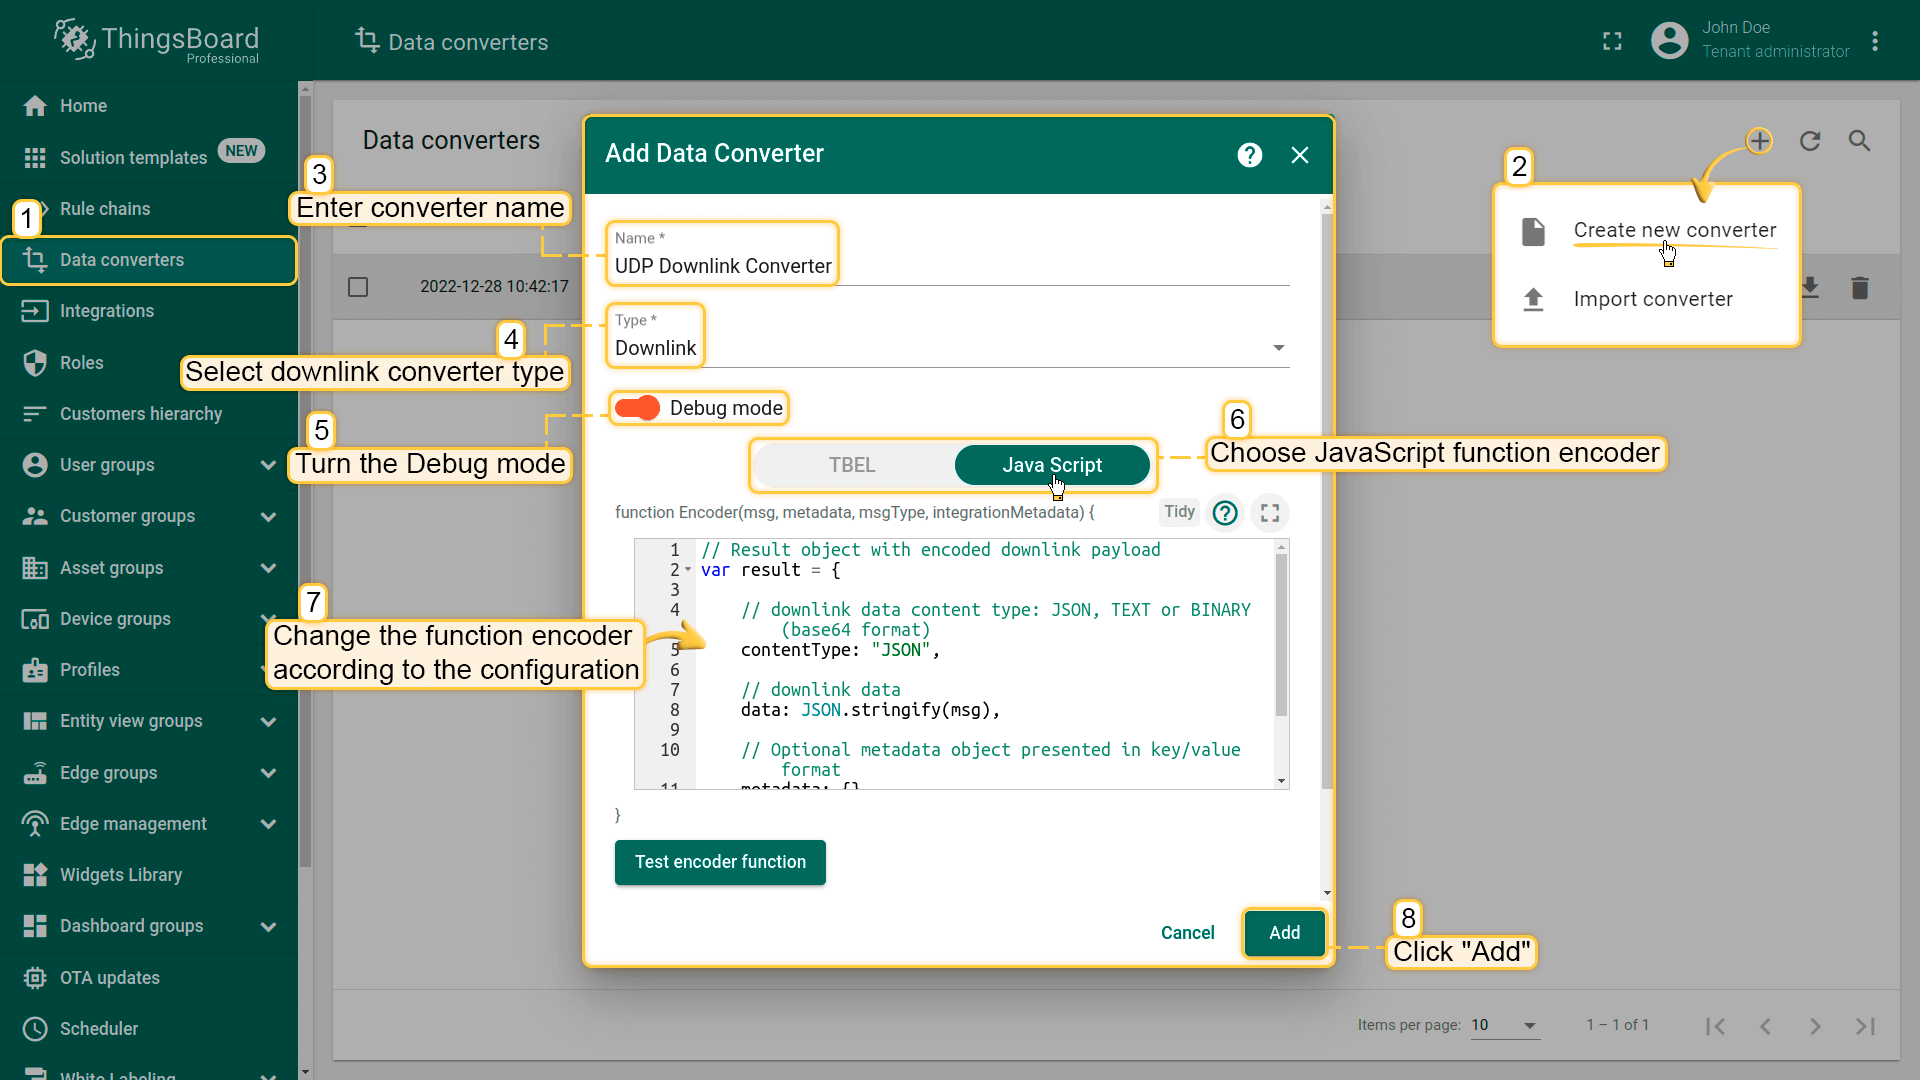 ThingsBoard
Professional
Data converters
John Doe
Tenant administrator
Home
Solution templates
NEW
Rule chains
1
Data converters
Integrations
Roles
Customers hierarchy
User groups
Customer groups
Asset groups
Device groups
Profiles
Entity view groups
Edge groups
Edge management
Widgets Library
Dashboard groups
OTA updates
Scheduler
White Labeling
Data converters
2022-12-28 10:42:17
2
Create new converter
Import converter
Add Data Converter
3
Enter converter name
Name *
UDP Downlink Converter
4
Select downlink converter type
Type *
Downlink
5
Turn the Debug mode
Debug mode
6
Choose JavaScript function encoder
TBEL
Java Script
function Encoder(msg, metadata, msgType, integrationMetadata) {
Tidy
7
Change the function encoder
according to the configuration
1 // Result object with encoded downlink payload
2 var result = {
3
4 // downlink data content type: JSON, TEXT or BINARY
(base64 format)
5 contentType: "JSON",
6
7 // downlink data
8 data: JSON.stringify(msg),
9
10 // Optional metadata object presented in key/value
format
11 metadata: {}
}
Test encoder function
Cancel
Add
8
Click "Add"
Items per page: 10
1 – 1 of 1